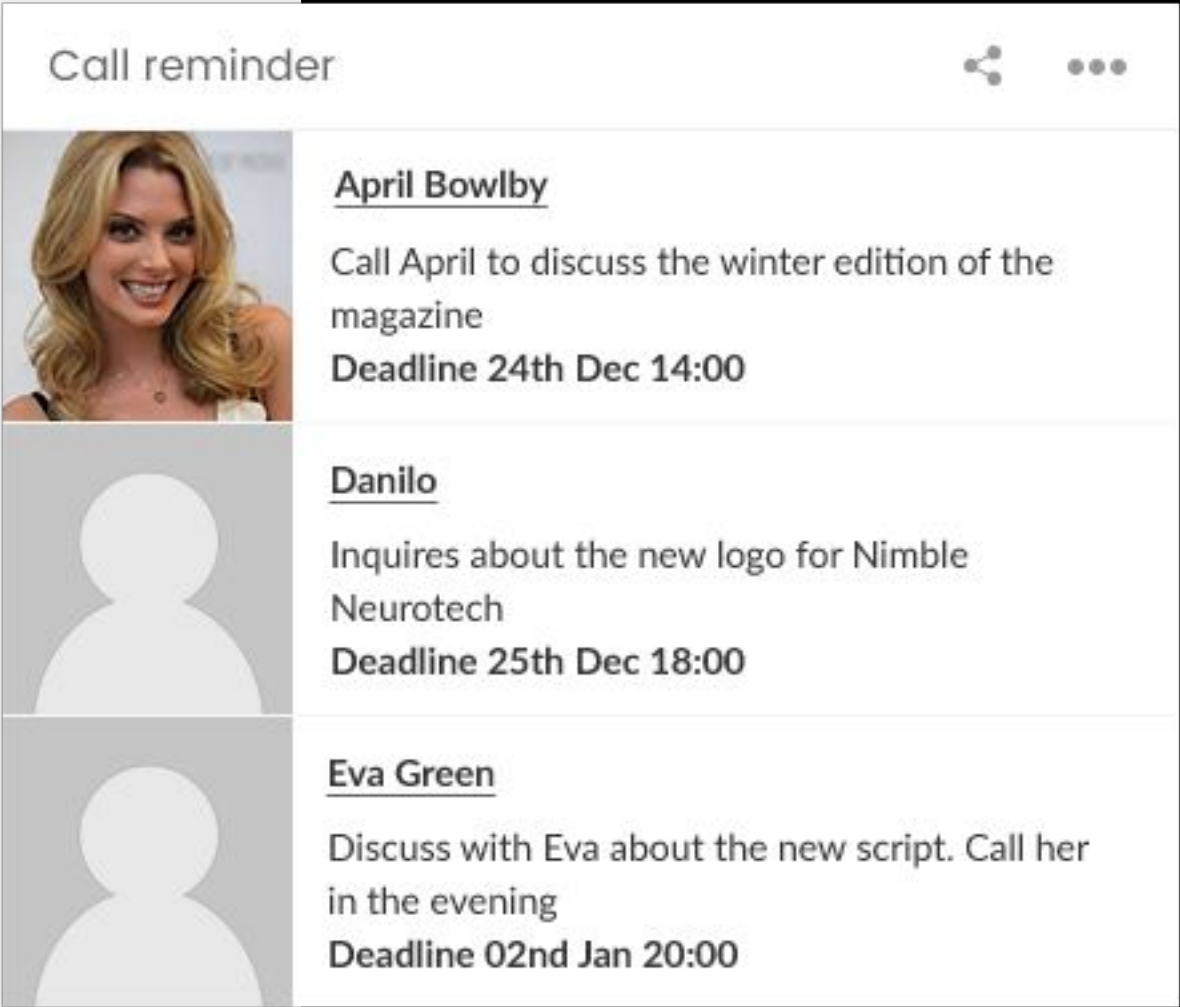 Call reminder
April Bowlby
Call April to discuss the winter edition of the
magazine
Deadline 24th Dec 14:00
Danilo
Inquires about the new logo for Nimble
Neurotech
Deadline 25th Dec 18:00
Eva Green
Discuss with Eva about the new script. Call her
in the evening
Deadline 02nd Jan 20:00